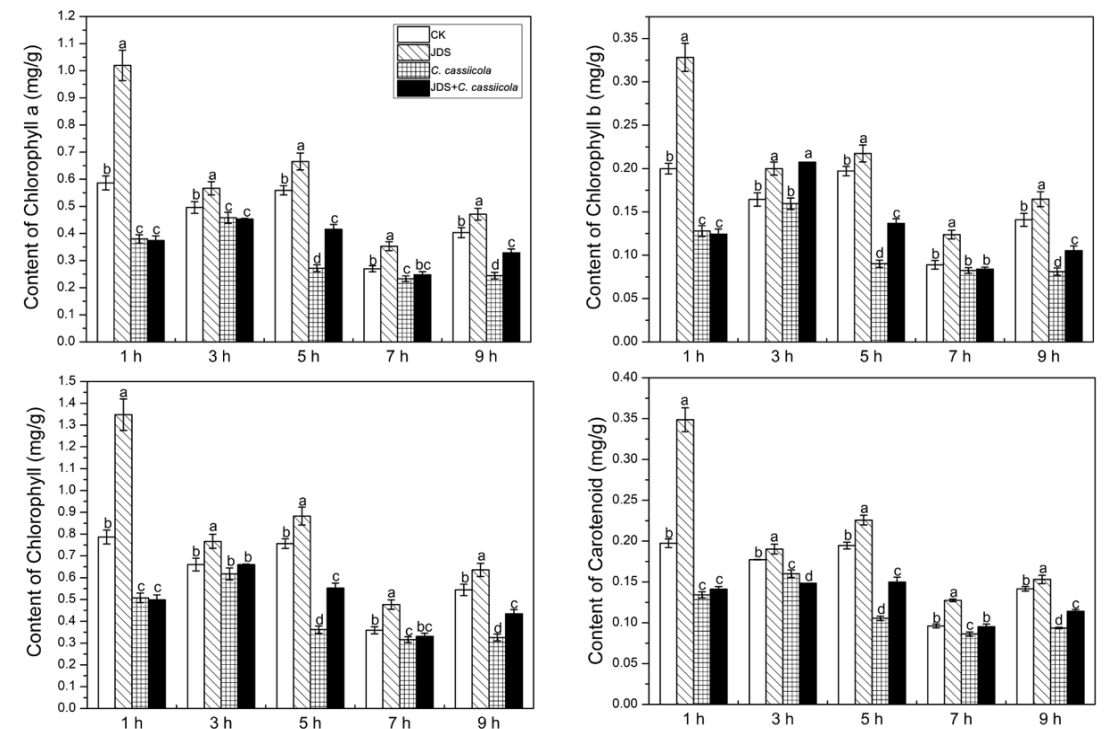 Content of Chlorophyll a (mg/g)
1.2
1.1
1.0
0.9
0.8
0.7
0.6
0.5
0.4
0.3
0.2
0.1
0.0
CK
JDS
C. cassiicola
JDS+C. cassiicola
b a c c
b a c c
b a d c
b a c bc
b a d c
1 h 3 h 5 h 7 h 9 h
Content of Chlorophyll b (mg/g)
0.35
0.30
0.25
0.20
0.15
0.10
0.05
0.00
b a c c
b a b a
b a d c
b a b b
b a d c
1 h 3 h 5 h 7 h 9 h
Content of Chlorophyll (mg/g)
1.5
1.4
1.3
1.2
1.1
1.0
0.9
0.8
0.7
0.6
0.5
0.4
0.3
0.2
0.1
0.0
b a c c
b a b b
b a d c
b a c bc
b a d c
1 h 3 h 5 h 7 h 9 h
Content of Carotenoid (mg/g)
0.40
0.35
0.30
0.25
0.20
0.15
0.10
0.05
0.00
b a c c
b a c d
b a d c
b a c b
b a d c
1 h 3 h 5 h 7 h 9 h